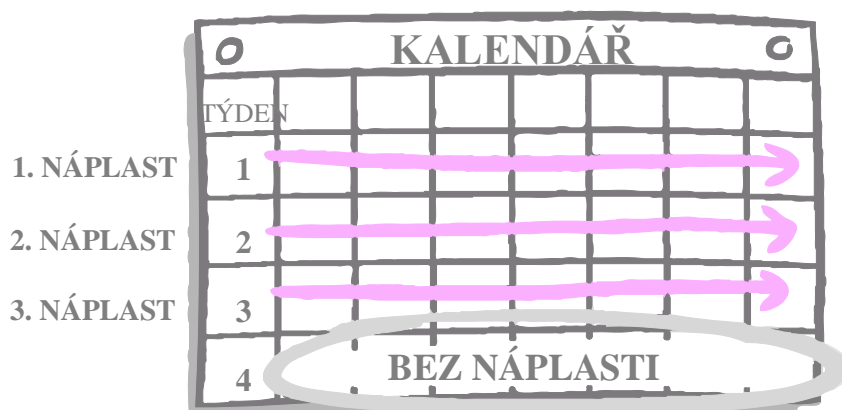 KALENDÁŘ
TÝDEN
1. NÁPLAST 1
2. NÁPLAST 2
3. NÁPLAST 3
4 BEZ NÁPLASTI